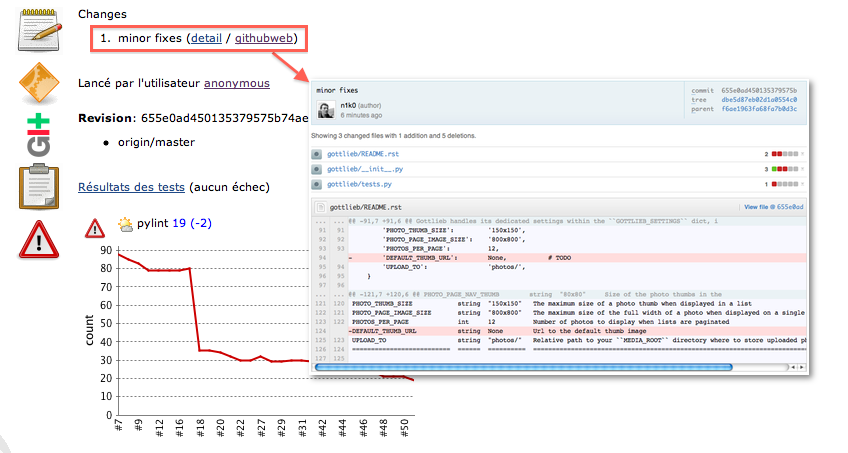 Changes
1. minor fixes (detail / githubweb)
Lancé par l'utilisateur anonymous
Revision: 655e0ad450135379575b74ae
origin/master
Git
Résultats des tests (aucun échec)
pylint 19 (-2)
count
90
80
70
60
50
40
30
20
10
0
#7
#9
#12
#16
#18
#20
#22
#27
#29
#31
#42
#44
#46
#48
#50
minor fixes
n1k0 (author)
6 minutes ago
commit 655e0ad450135379575b
tree dbe5d87eb02d1a0554c0
parent f6ae1963fa68fa7b0d3c
Showing 3 changed files with 1 addition and 5 deletions.
gottlieb/README.rst 2
gottlieb/__init__.py 3
gottlieb/tests.py 1
gottlieb/README.rst View file @ 655e0ad
... ... @@ -91,7 +91,6 @@ Gottlieb handles its dedicated settings within the ``GOTTLIEB_SETTINGS`` dict, i
91 91 'PHOTO_THUMB_SIZE': '150x150',
92 92 'PHOTO_PAGE_IMAGE_SIZE': '800x800',
93 93 'PHOTOS_PER_PAGE': 12,
94 - 'DEFAULT_THUMB_URL': None, # TODO
95 94 'UPLOAD_TO': 'photos/',
96 95 }
97 96
... ... @@ -121,7 +120,6 @@ PHOTO_PAGE_NAV_THUMB string "80x80" Size of the photo thumbs in the
121 120 PHOTO_THUMB_SIZE string "150x150" The maximum size of a photo thumb when displayed in a list
122 121 PHOTO_PAGE_IMAGE_SIZE string "800x800" The maximum size of the full width of a photo when displayed on a single
123 122 PHOTOS_PER_PAGE int 12 Number of photos to display when lists are paginated
124 -DEFAULT_THUMB_URL string None Url to the default thumb image
125 123 UPLOAD_TO string "photos/" Relative path to your ``MEDIA_ROOT`` directory where to store uploaded ph
126 124 ===================== ====== ========= ================================================
127 125